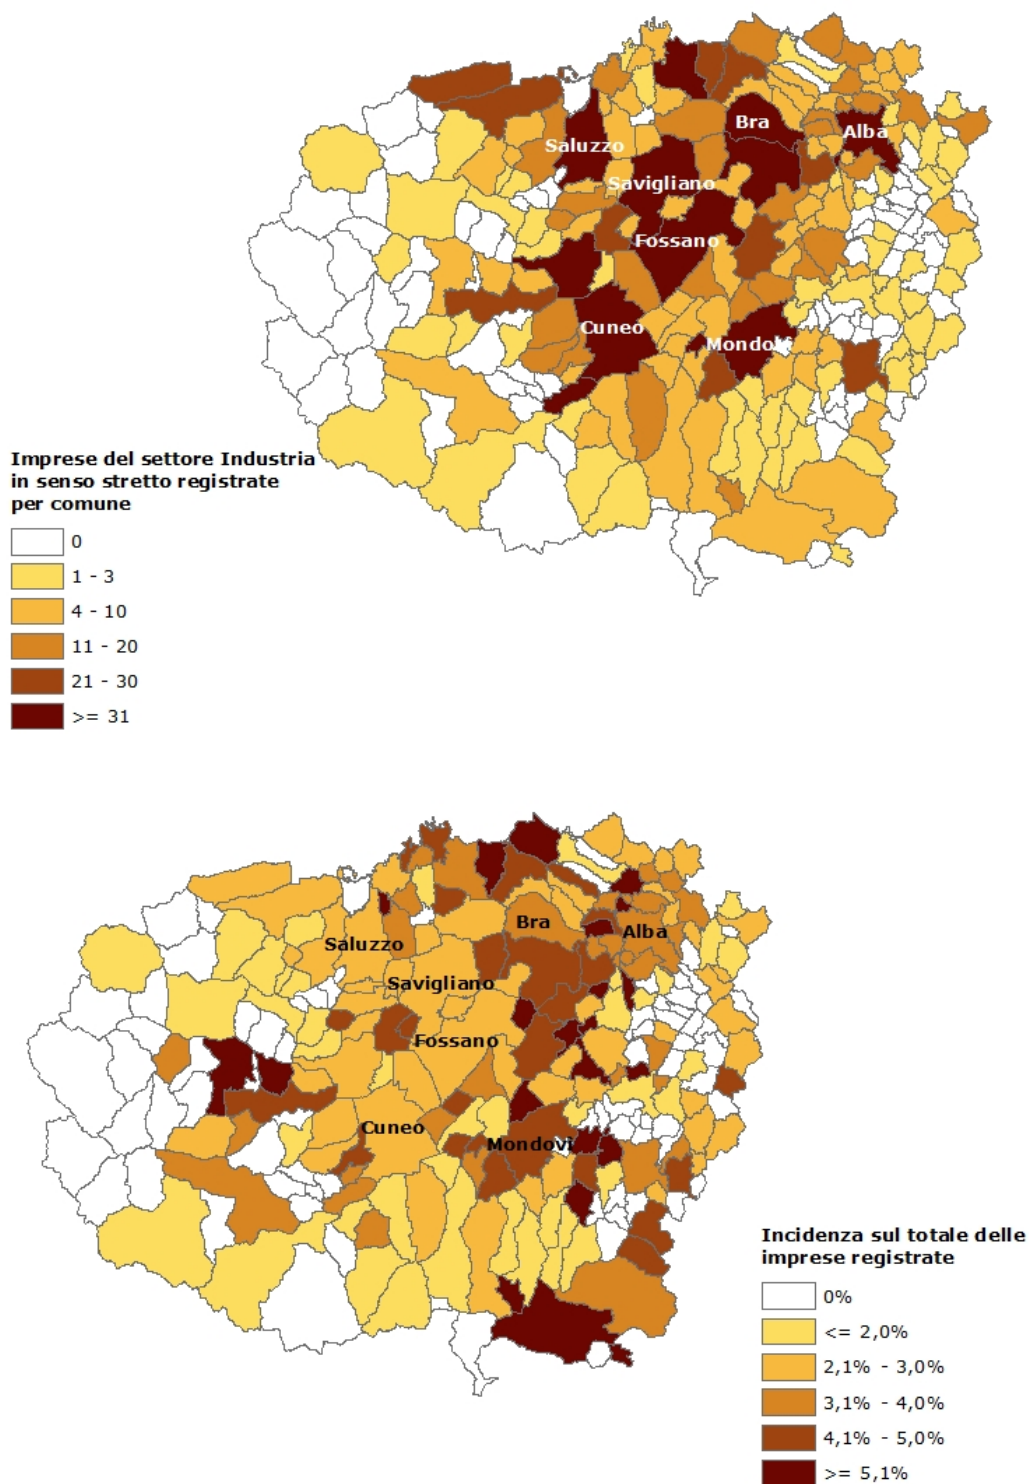 Bra
Alba
Saluzzo
Savigliano
Fossano
Cuneo
Mondovì
Imprese del settore Industria
in senso stretto registrate
per comune
0
1 - 3
4 - 10
11 - 20
21 - 30
>= 31
Bra
Alba
Saluzzo
Savigliano
Fossano
Cuneo
Mondovì
Incidenza sul totale delle
imprese registrate
0%
<= 2,0%
2,1% - 3,0%
3,1% - 4,0%
4,1% - 5,0%
>= 5,1%